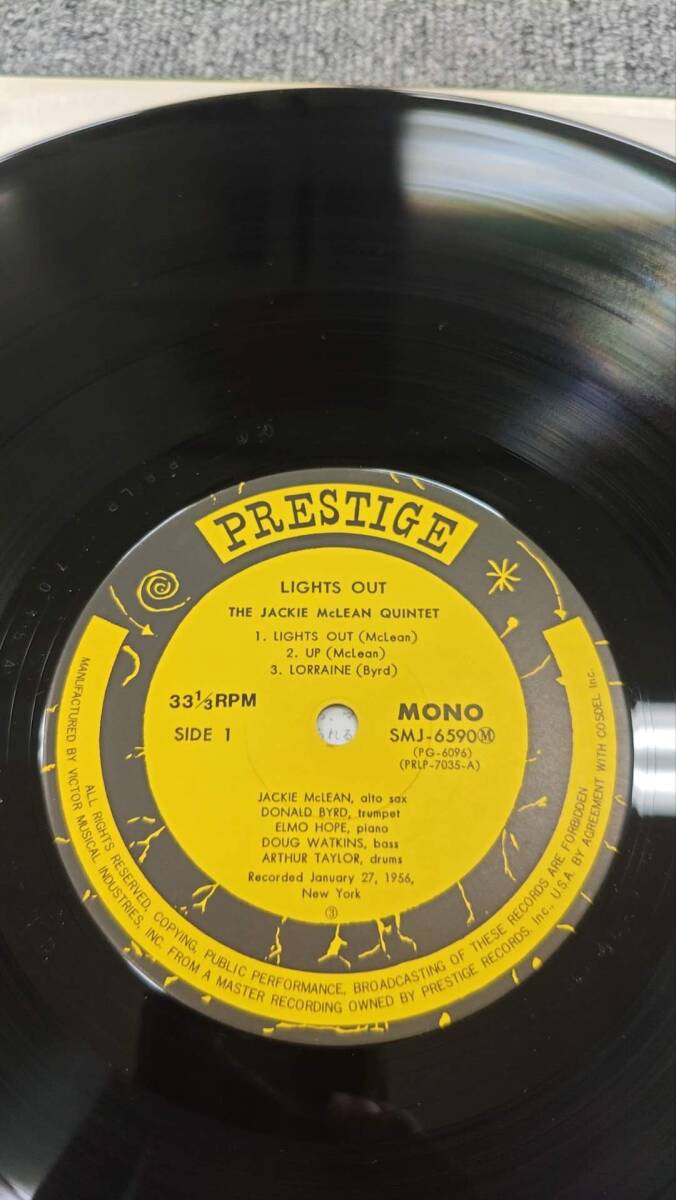 PRESTIGE
LIGHTS OUT
THE JACKIE McLEAN QUINTET
1. LIGHTS OUT (McLean)
2. UP (McLean)
3. LORRAINE (Byrd)
33⅓RPM
MONO
SIDE 1
SMJ-6590Ⓜ
(PG-6096)
(PRLP-7035-A)
JACKIE McLEAN, alto sax
DONALD BYRD, trumpet
ELMO HOPE, piano
DOUG WATKINS, bass
ARTHUR TAYLOR, drums
Recorded January 27, 1956,
New York
③
ALL RIGHTS RESERVED, COPYING, PUBLIC PERFORMANCE, BROADCASTING OF THESE RECORDS ARE FORBIDDEN
MANUFACTURED BY VICTOR MUSICAL INDUSTRIES, INC. FROM A MASTER RECORDING OWNED BY PRESTIGE RECORDS. Inc., U.S.A. BY AGREEMENT WITH COSDEL Inc.